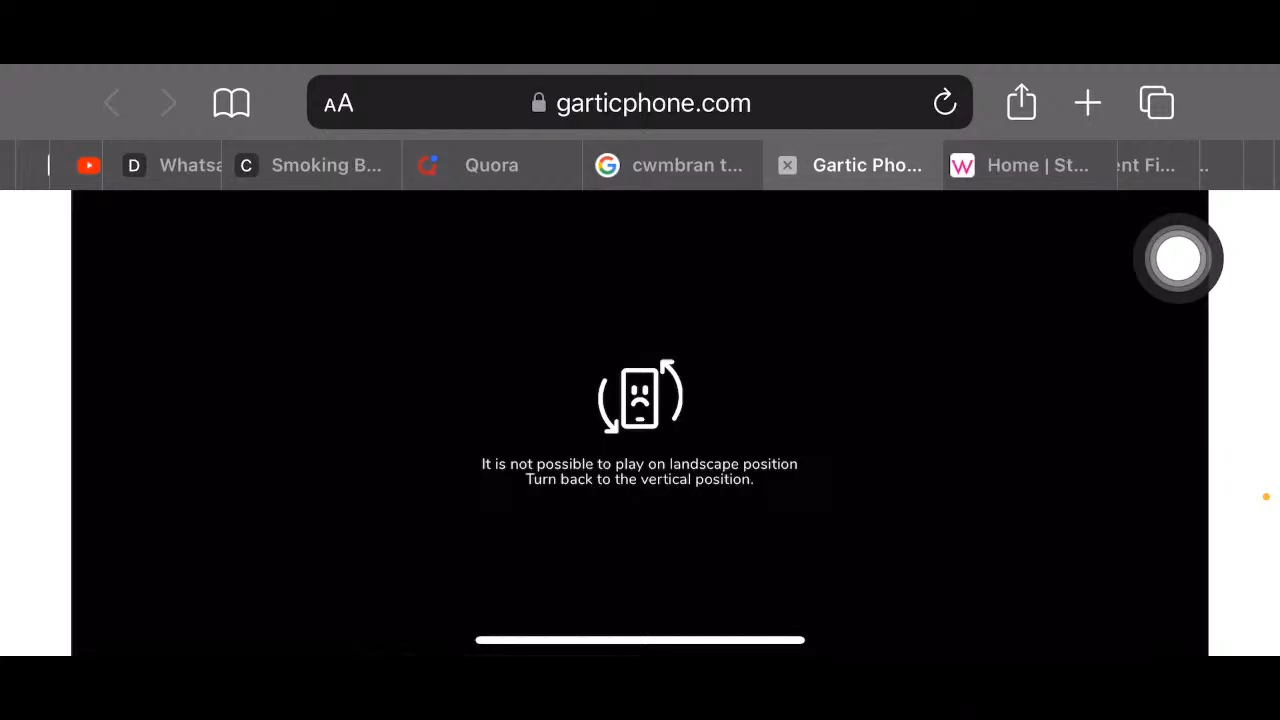 AA garticphone.com
D Whatsa C Smoking B... Quora cwmbran t... Gartic Pho... W Home | St... ent Fi... ..
It is not possible to play on landscape position
Turn back to the vertical position.